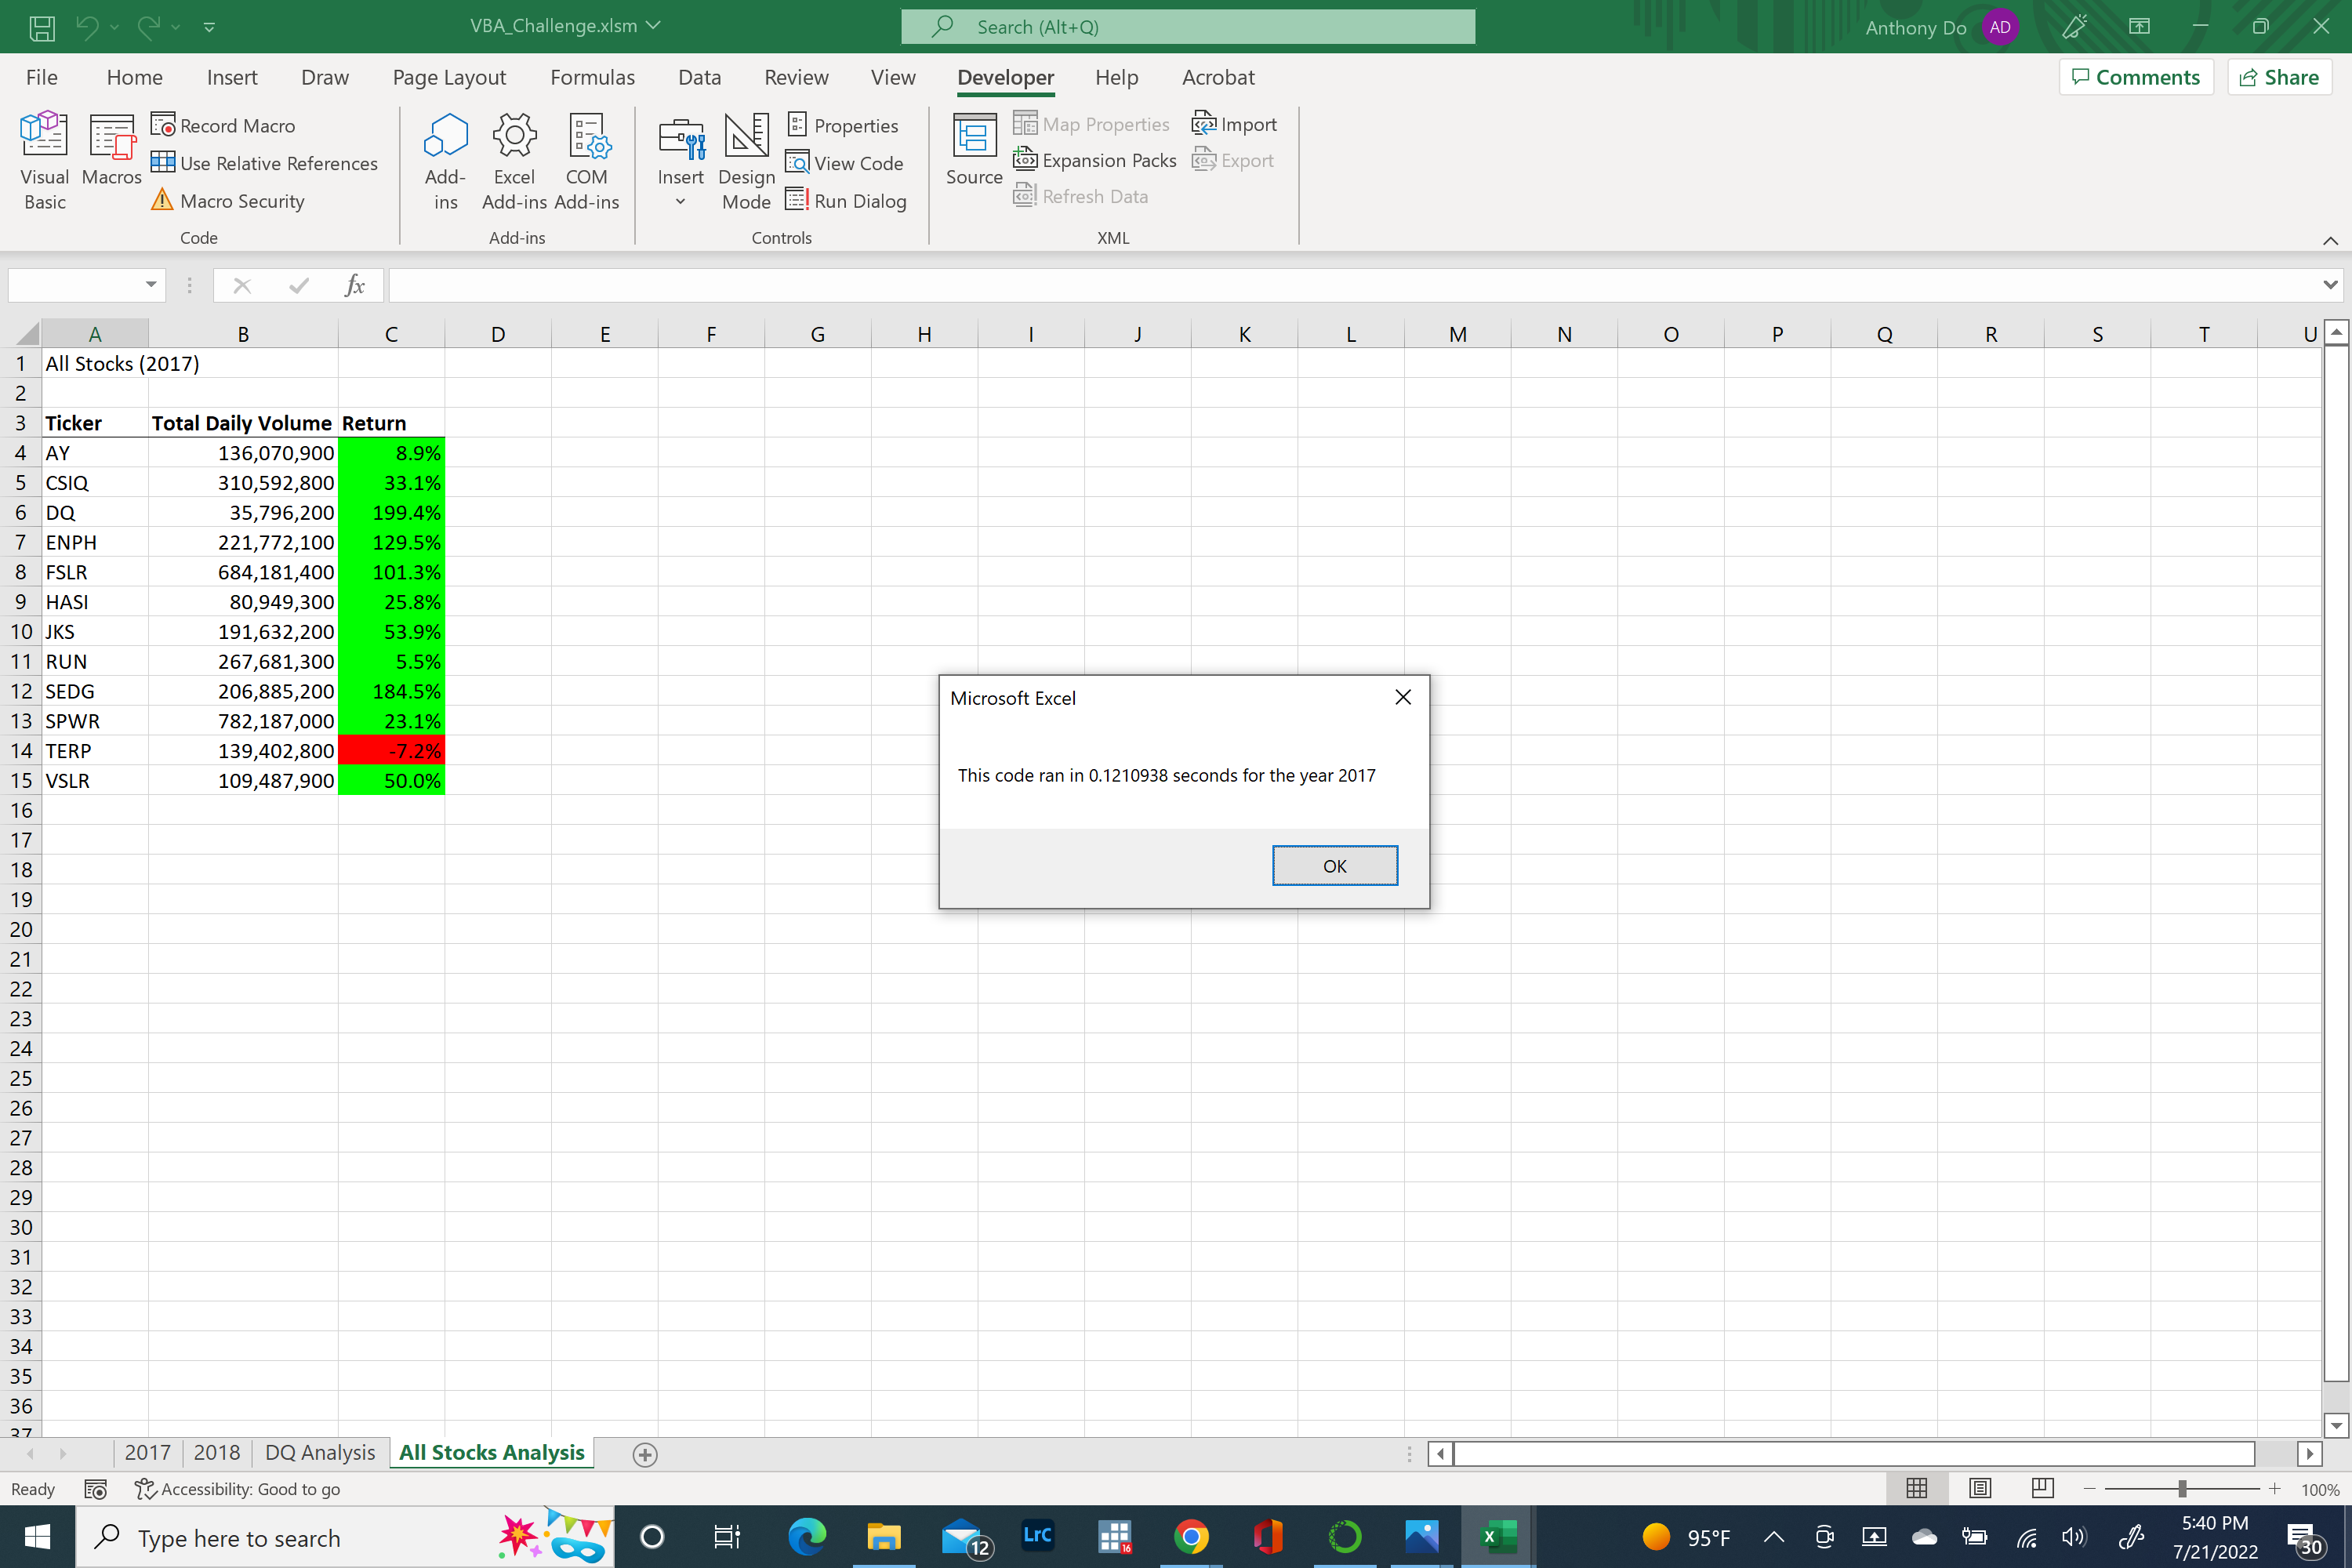 VBA_Challenge.xlsm
Search (Alt+Q)
Anthony Do AD
File Home Insert Draw Page Layout Formulas Data Review View Developer Help Acrobat Comments Share
Visual Basic
Macros
Record Macro
Use Relative References
Macro Security
Code
Add-ins
Excel Add-ins
COM Add-ins
Add-ins
Insert
Design Mode
Properties
View Code
Run Dialog
Controls
Source
Map Properties
Expansion Packs
Refresh Data
Import
Export
XML
fx
A B C D E F G H I J K L M N O P Q R S T U
1 All Stocks (2017)
2
3 Ticker Total Daily Volume Return
4 AY 136,070,900 8.9%
5 CSIQ 310,592,800 33.1%
6 DQ 35,796,200 199.4%
7 ENPH 221,772,100 129.5%
8 FSLR 684,181,400 101.3%
9 HASI 80,949,300 25.8%
10 JKS 191,632,200 53.9%
11 RUN 267,681,300 5.5%
12 SEDG 206,885,200 184.5%
13 SPWR 782,187,000 23.1%
14 TERP 139,402,800 -7.2%
15 VSLR 109,487,900 50.0%
16
17
18
19
20
21
22
23
24
25
26
27
28
29
30
31
32
33
34
35
36
37
Microsoft Excel
This code ran in 0.1210938 seconds for the year 2017
OK
2017 2018 DQ Analysis All Stocks Analysis
Ready Accessibility: Good to go 100%
Type here to search
12
LrC
16
95°F
5:40 PM
7/21/2022
30